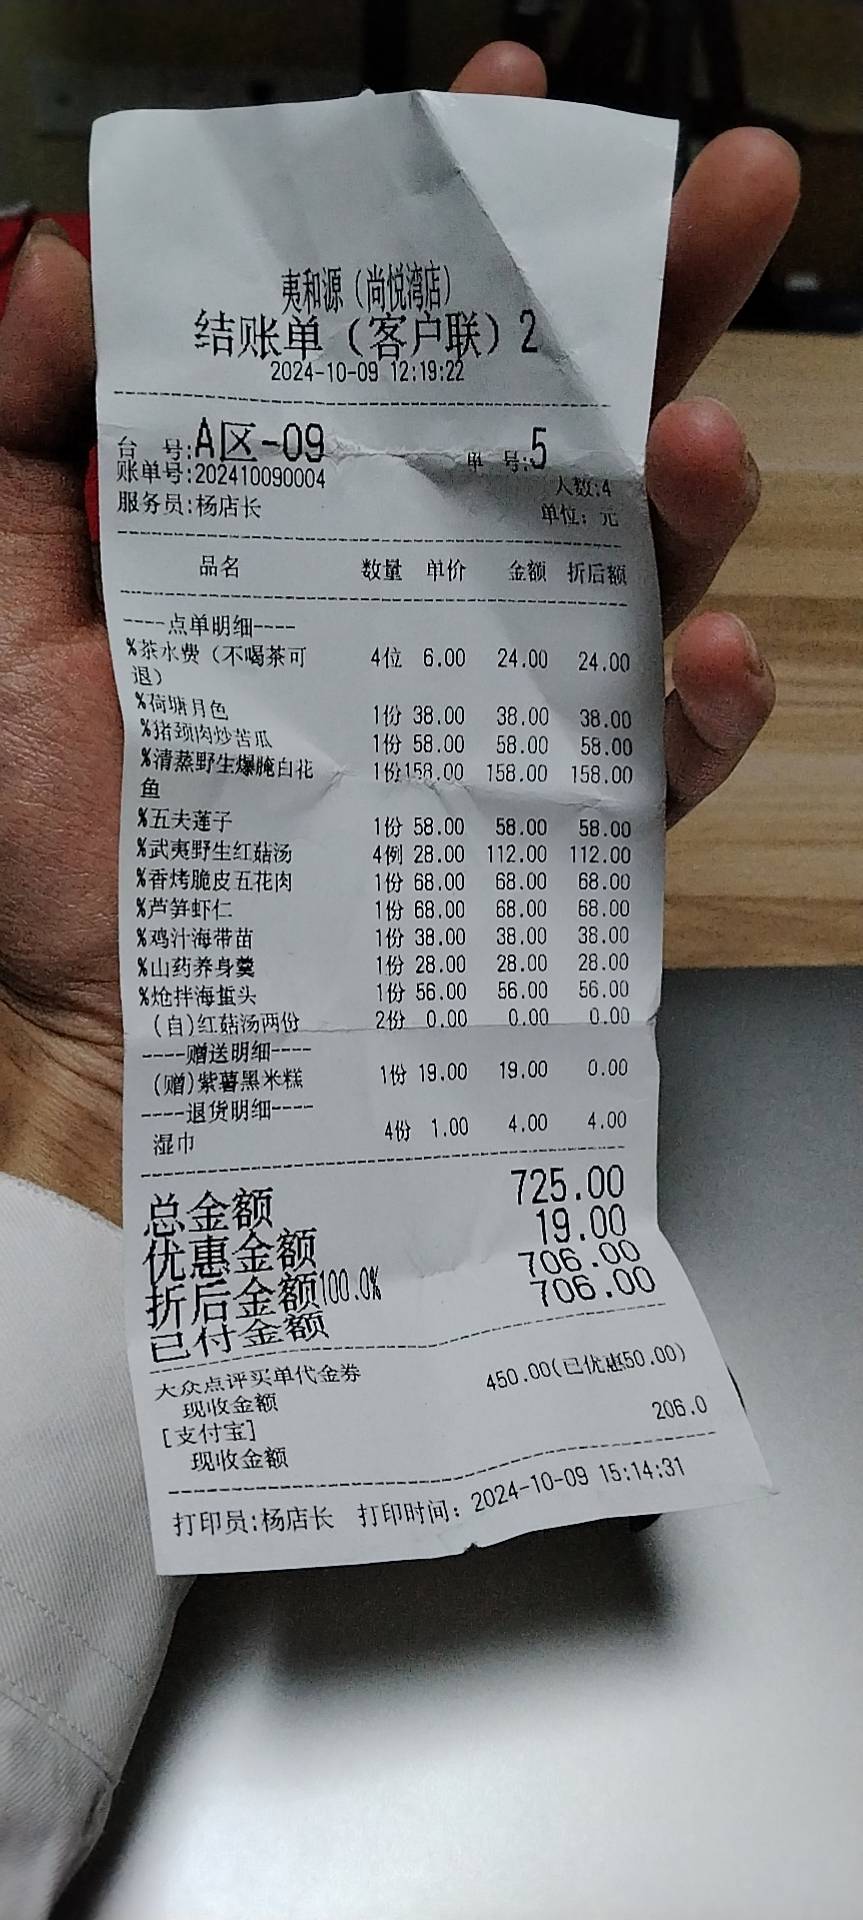 夷和源（尚悦湾店）
结账单（客户联）2
2024-10-09 12:19:22
台 号:A区-09 单 号:5
账单号:202410090004 人数:4
服务员:杨店长 单位: 元
品名 数量 单价 金额 折后额
----点单明细----
%茶水费（不喝茶可 4位 6.00 24.00 24.00
退）
%荷塘月色 1份 38.00 38.00 38.00
%猪颈肉炒苦瓜 1份 58.00 58.00 58.00
%清蒸野生爆腌白花 1份158.00 158.00 158.00
鱼
%五夫莲子 1份 58.00 58.00 58.00
%武夷野生红菇汤 4例 28.00 112.00 112.00
%香烤脆皮五花肉 1份 68.00 68.00 68.00
%芦笋虾仁 1份 68.00 68.00 68.00
%鸡汁海带苗 1份 38.00 38.00 38.00
%山药养身羹 1份 28.00 28.00 28.00
%炝拌海蜇头 1份 56.00 56.00 56.00
(自)红菇汤两份 2份 0.00 0.00 0.00
----赠送明细----
(赠)紫薯黑米糕 1份 19.00 19.00 0.00
----退货明细----
湿巾 4份 1.00 4.00 4.00
总金额 725.00
优惠金额 19.00
折后金额100.0% 706.00
已付金额 706.00
大众点评买单代金券
现收金额 450.00(已优惠50.00)
[支付宝]
现收金额 206.0
打印员:杨店长 打印时间: 2024-10-09 15:14:31